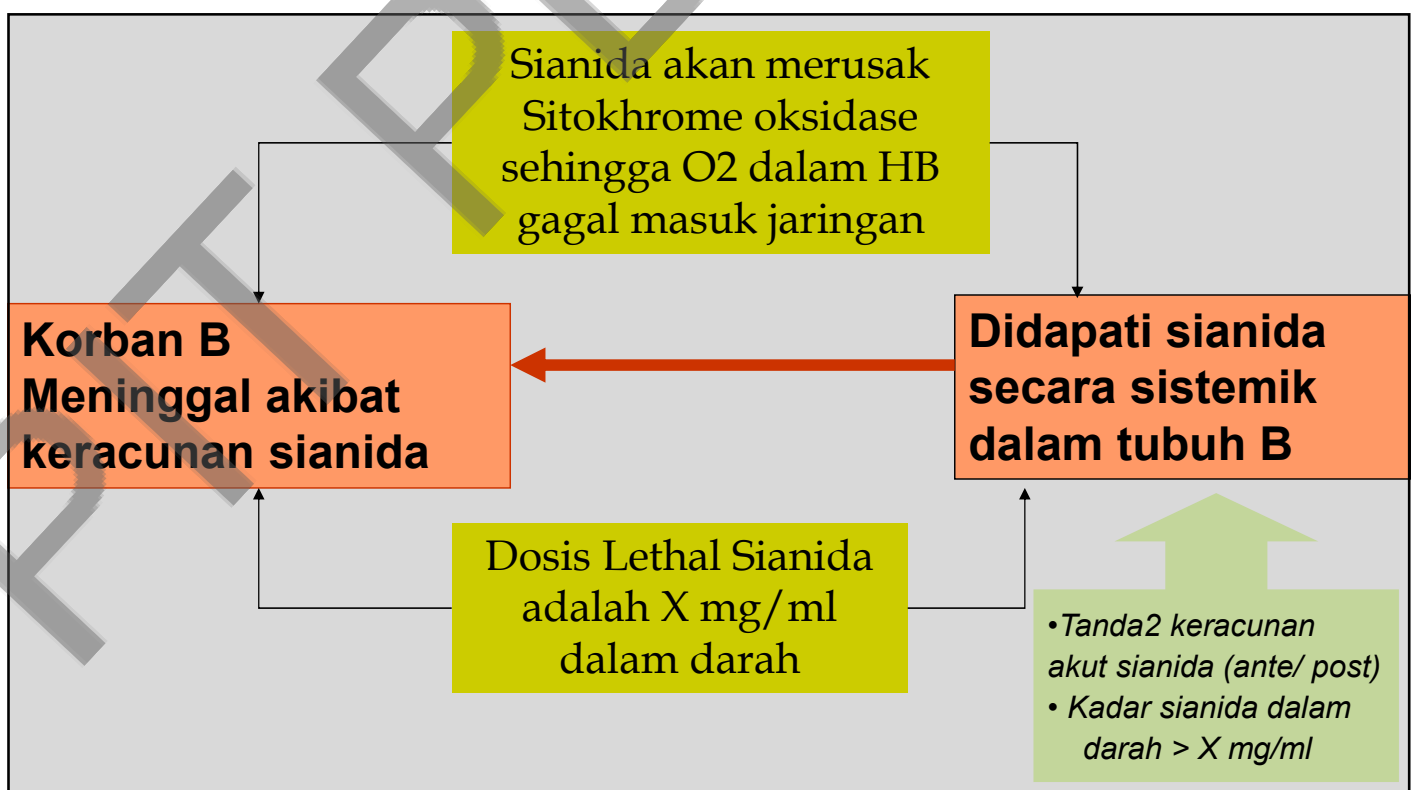 Sianida akan merusak
Sitokhrome oksidase
sehingga O2 dalam HB
gagal masuk jaringan
Korban B
Meninggal akibat
keracunan sianida
Didapati sianida
secara sistemik
dalam tubuh B
Dosis Lethal Sianida
adalah X mg/ml
dalam darah
•Tanda2 keracunan
akut sianida (ante/ post)
• Kadar sianida dalam
darah > X mg/ml